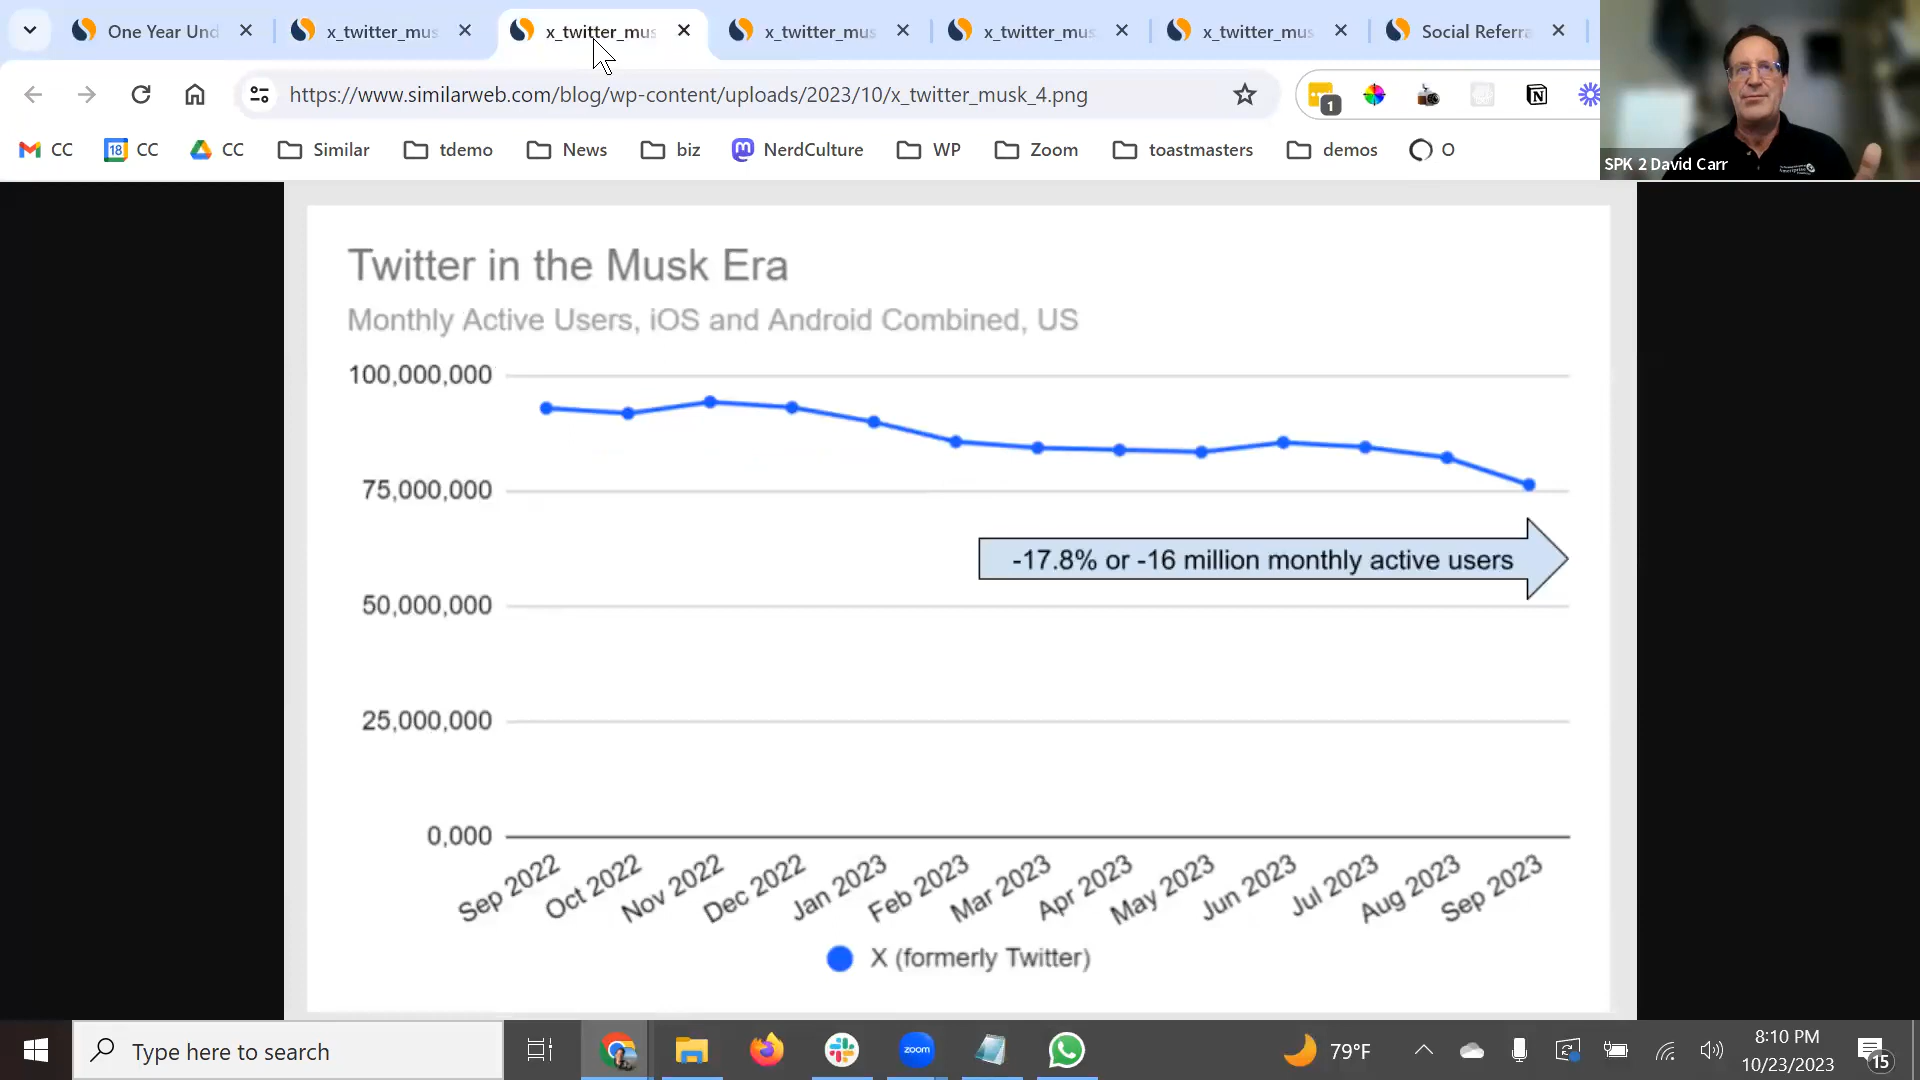 One Year Und
x_twitter_mus
x_twitter_mus
x_twitter_mus
x_twitter_mus
x_twitter_mus
Social Referra
https://www.similarweb.com/blog/wp-content/uploads/2023/10/x_twitter_musk_4.png
1
CC
18
CC
CC
Similar
tdemo
News
biz
NerdCulture
WP
Zoom
toastmasters
demos
O
SPK 2 David Carr
Twitter in the Musk Era
Monthly Active Users, iOS and Android Combined, US
100,000,000
75,000,000
50,000,000
25,000,000
0,000
-17.8% or -16 million monthly active users
Sep 2022
Oct 2022
Nov 2022
Dec 2022
Jan 2023
Feb 2023
Mar 2023
Apr 2023
May 2023
Jun 2023
Jul 2023
Aug 2023
Sep 2023
X (formerly Twitter)
Type here to search
zoom
79°F
8:10 PM
10/23/2023
15